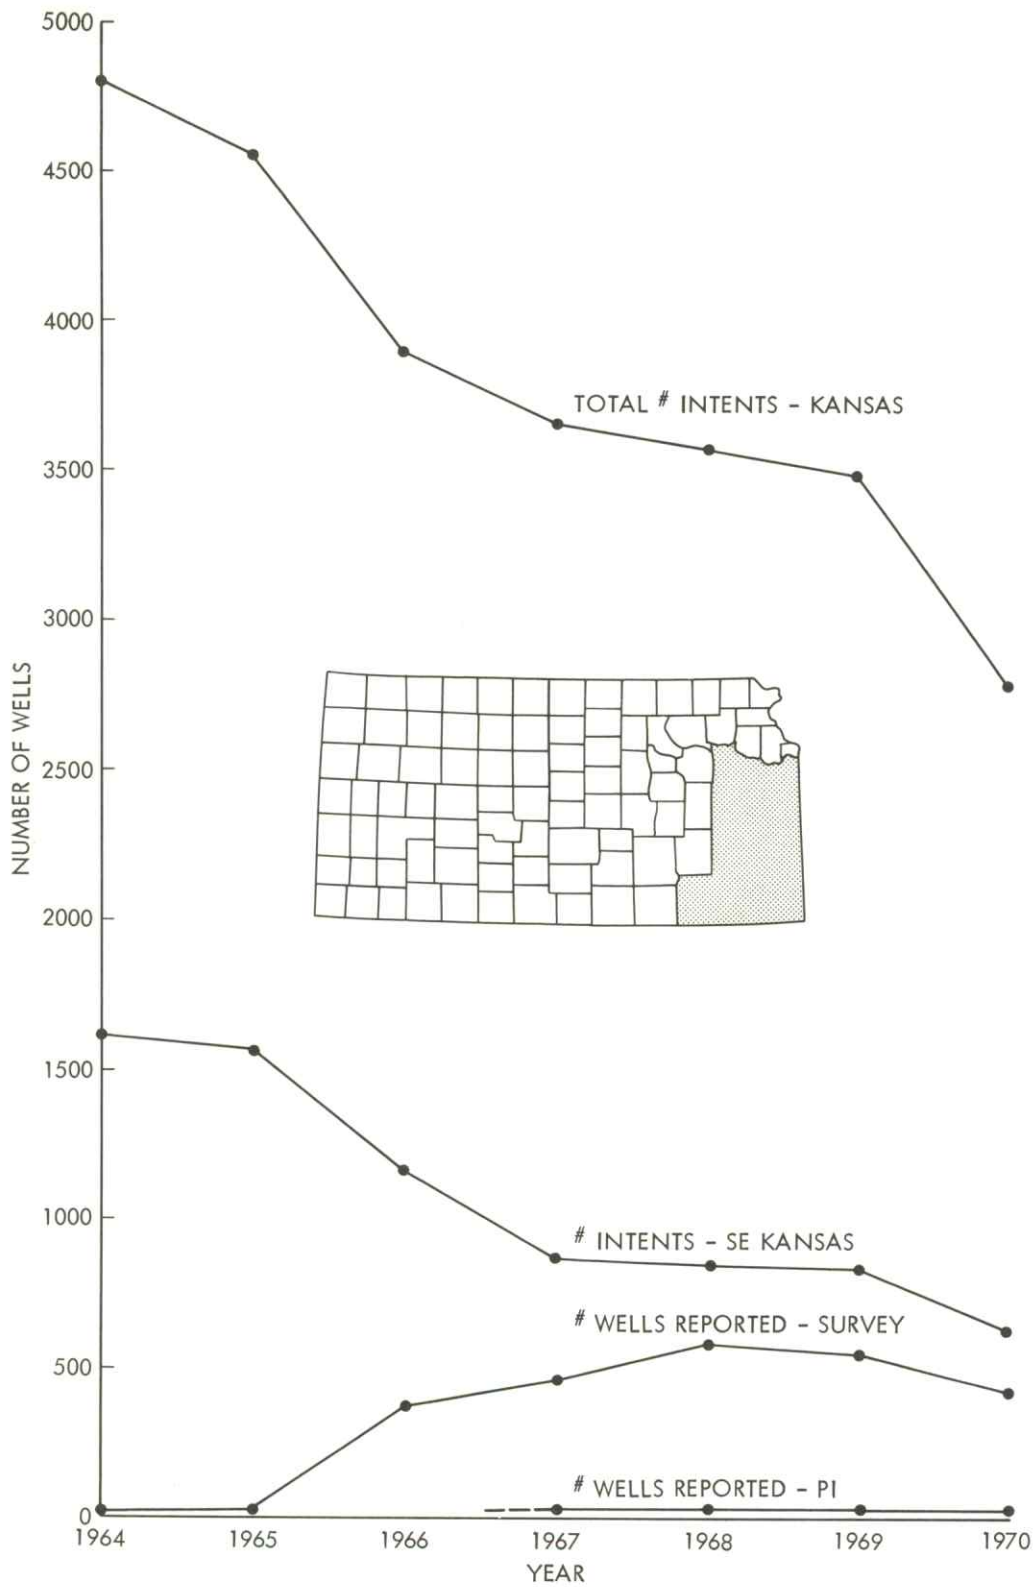 5000
4500
4000
TOTAL # INTENTS – KANSAS
3500
3000
NUMBER OF WELLS
2500
2000
1500
1000
# INTENTS – SE KANSAS
# WELLS REPORTED – SURVEY
500
# WELLS REPORTED – PI
0
1964 1965 1966 1967 1968 1969 1970
YEAR